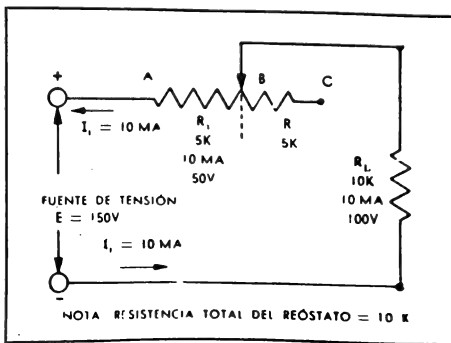 + A B C
I₁ = 10 MA
R₁ R
5K 5K
10 MA
50V
R_L
10K
10 MA
100V
FUENTE DE TENSIÓN
E = 150V
I₁ = 10 MA
-
NOTA RESISTENCIA TOTAL DEL REÓSTATO = 10 K